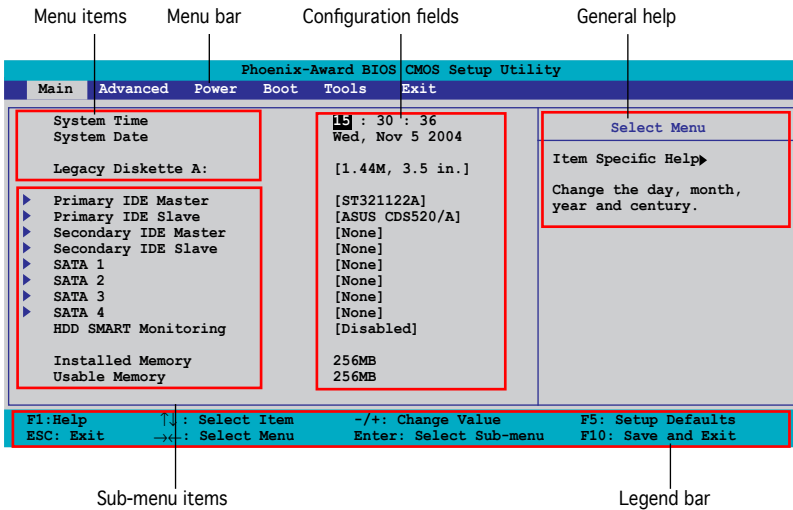 Menu items Menu bar Configuration fields General help
Phoenix-Award BIOS CMOS Setup Utility
Main Advanced Power Boot Tools Exit
System Time 15 : 30 : 36
System Date Wed, Nov 5 2004
Legacy Diskette A: [1.44M, 3.5 in.]
Primary IDE Master [ST321122A]
Primary IDE Slave [ASUS CDS520/A]
Secondary IDE Master [None]
Secondary IDE Slave [None]
SATA 1 [None]
SATA 2 [None]
SATA 3 [None]
SATA 4 [None]
HDD SMART Monitoring [Disabled]
Installed Memory 256MB
Usable Memory 256MB
Select Menu
Item Specific Help
Change the day, month,
year and century.
F1:Help ↑↓: Select Item -/+: Change Value F5: Setup Defaults
ESC: Exit →←: Select Menu Enter: Select Sub-menu F10: Save and Exit
Sub-menu items Legend bar